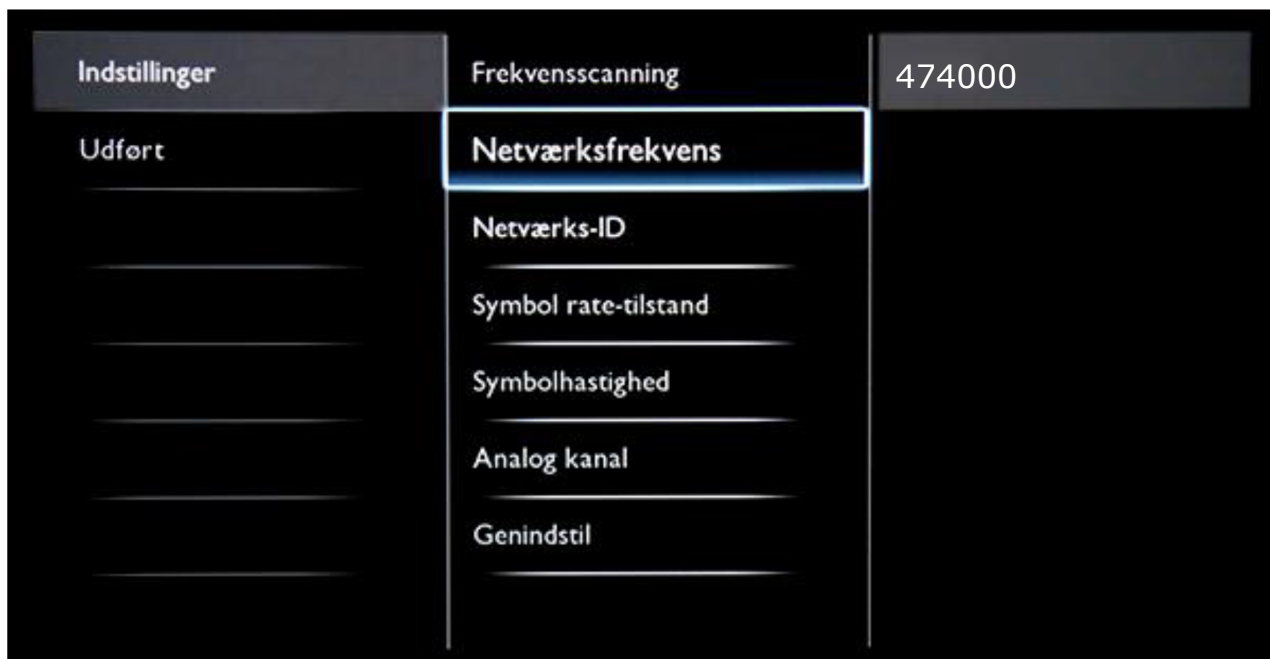 Indstillinger
Udført
Frekvensscanning
Netværksfrekvens
Netværks-ID
Symbol rate-tilstand
Symbolhastighed
Analog kanal
Genindstil
474000